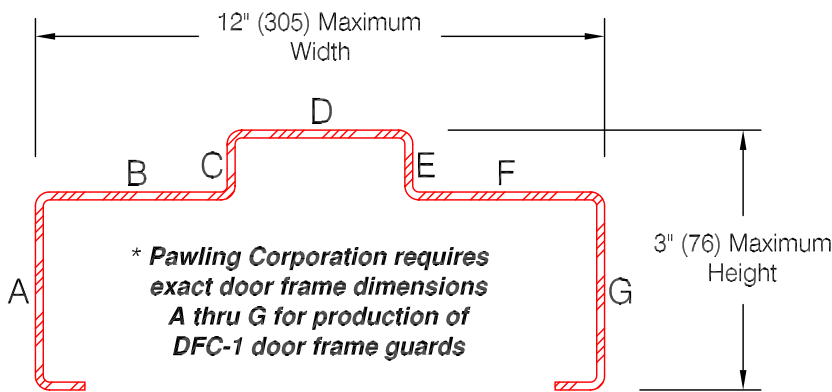 12" (305) Maximum
Width
D
C
E
B
F
* Pawling Corporation requires
exact door frame dimensions
A thru G for production of
DFC-1 door frame guards
A
G
3" (76) Maximum
Height